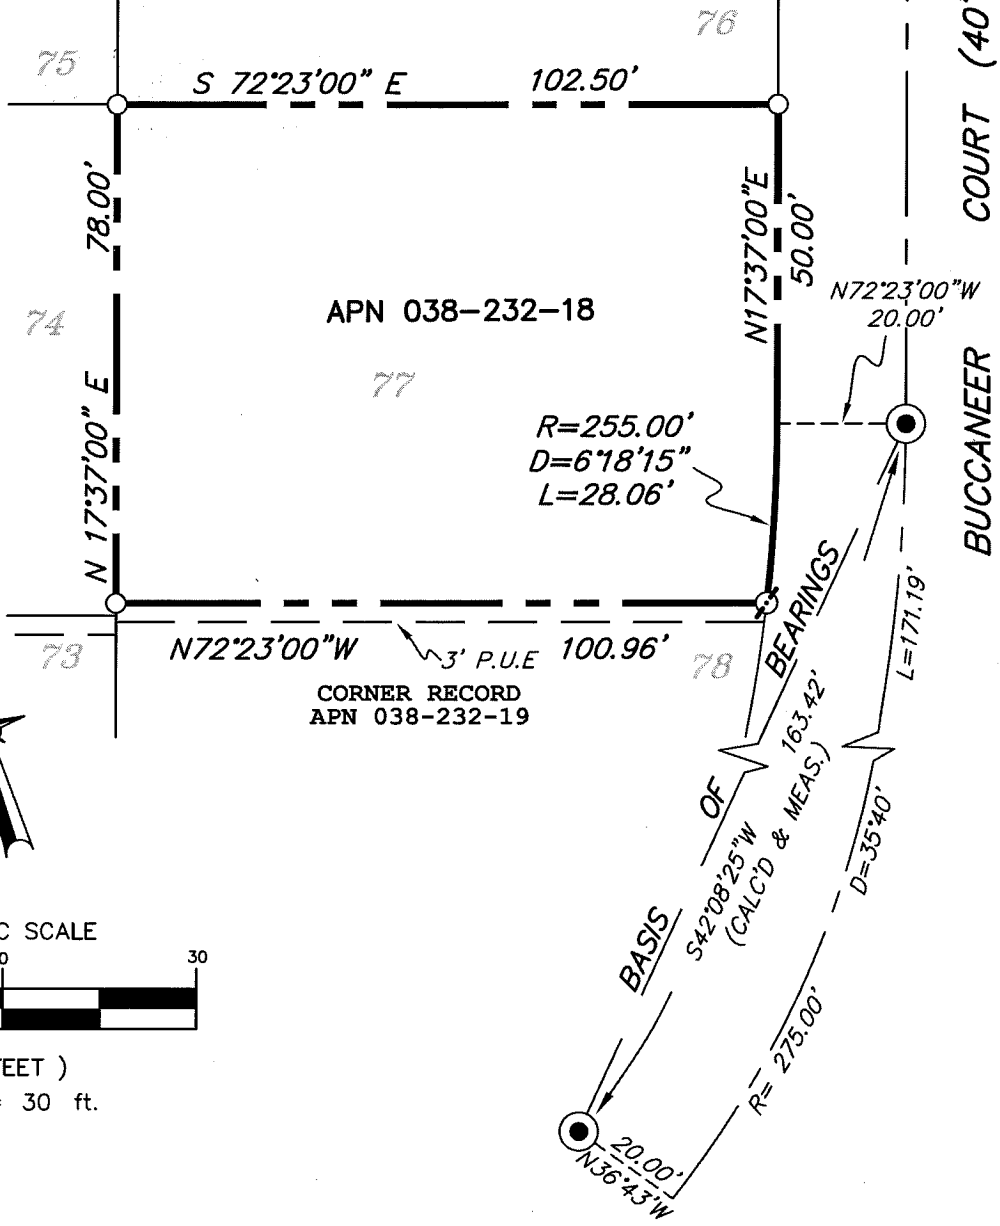 76
75
S 72°23'00" E 102.50'
COURT (40'
78.00'
N17°37'00"E
50.00'
N72°23'00"W
20.00'
APN 038-232-18
74
77
N 17°37'00" E
R=255.00'
D=6°18'15"
L=28.06'
BUCCANEER
BASIS OF BEARINGS
L=171.19'
73
N72°23'00"W
3' P.U.E
100.96'
78
CORNER RECORD
APN 038-232-19
S42°08'25"W 163.42'
(CALC'D & MEAS.)
D=35°40'
R= 275.00'
C SCALE
0 30
FEET )
= 30 ft.
20.00'
N36°43'W